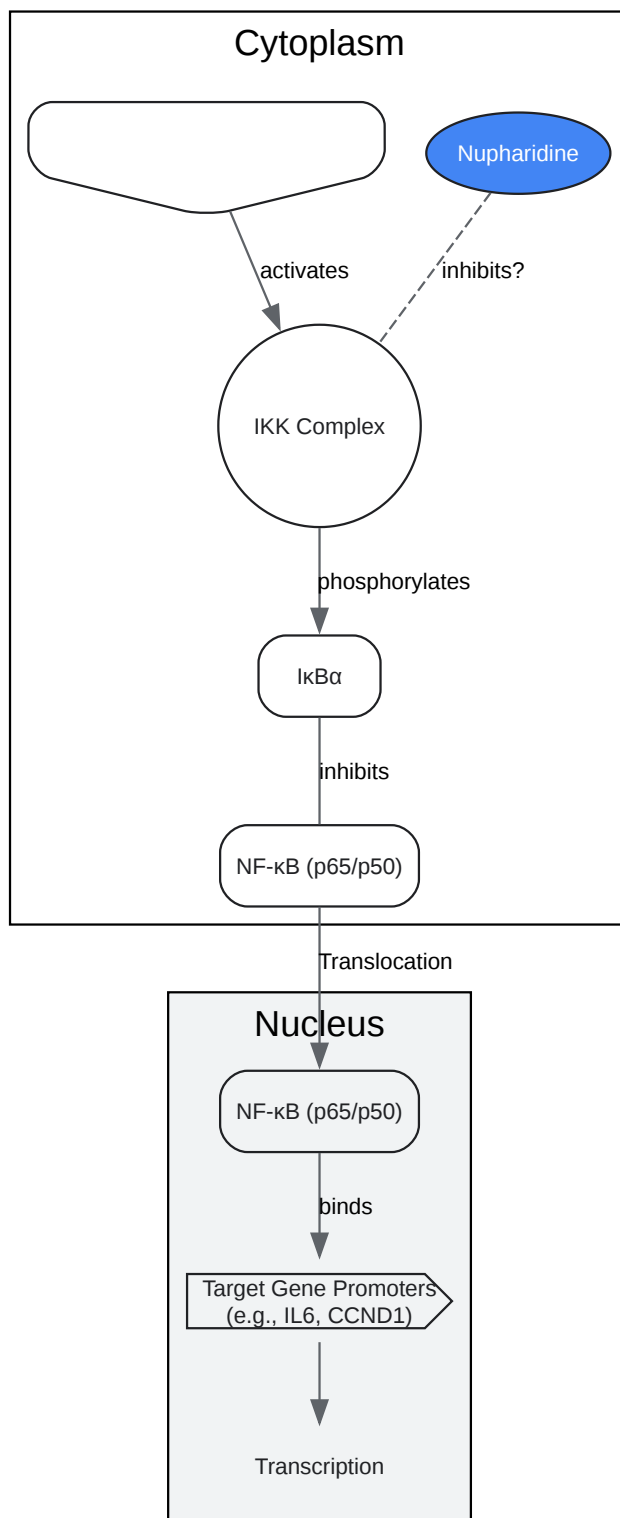 Cytoplasm
Nupharidine
activates
inhibits?
IKK Complex
phosphorylates
IκBα
inhibits
NF-κB (p65/p50)
Translocation
Nucleus
NF-κB (p65/p50)
binds
Target Gene Promoters
(e.g., IL6, CCND1)
Transcription